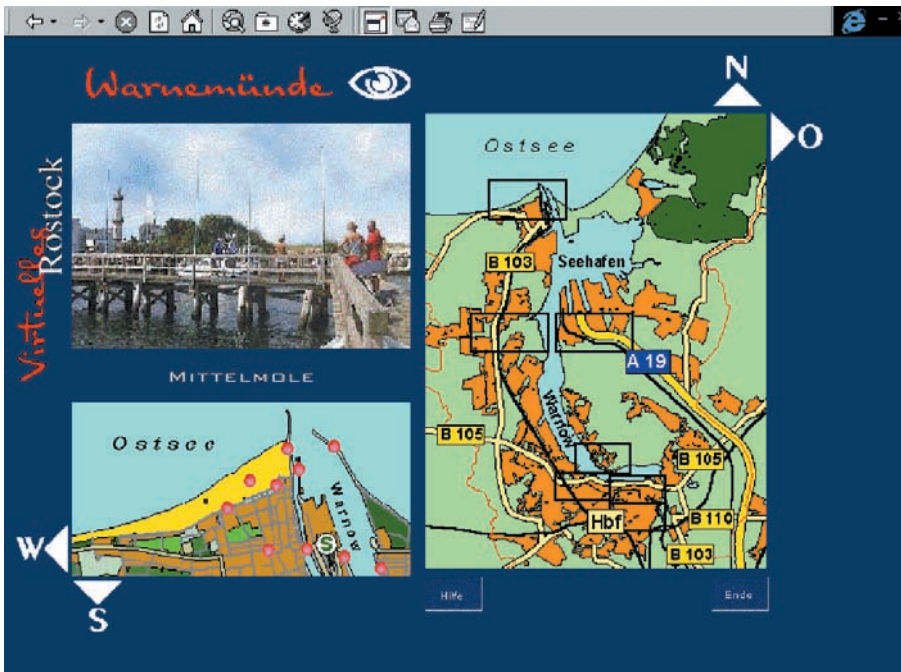 Warnemünde
Virtuelles
Rostock
MITTELMOLE
Ostsee
Warnow
S
W
S
N
O
Ostsee
B 103
Seehafen
A 19
Warnow
B 105
B 105
Hbf
B 110
B 103
Hilfe
Ende